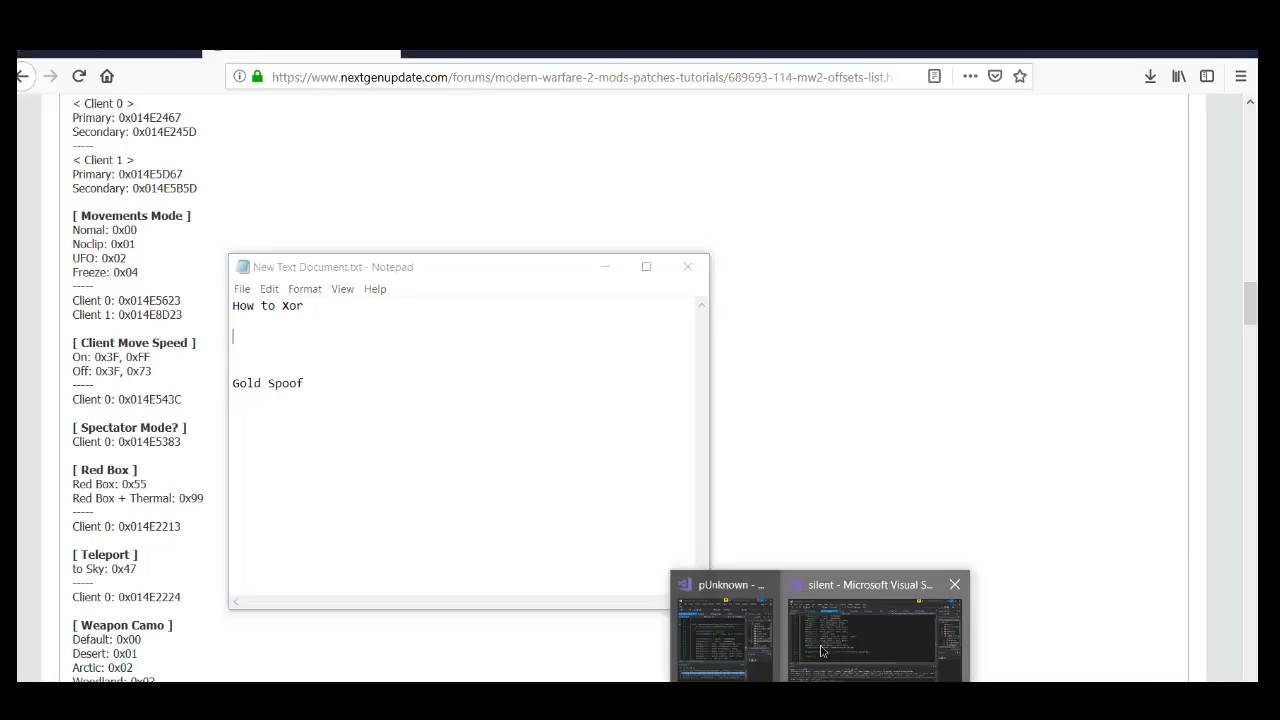 https://www.nextgenupdate.com/forums/modern-warfare-2-mods-patches-tutorials/689693-114-mw2-offsets-list.h
< Client 0 >
Primary: 0x014E2467
Secondary: 0x014E245D
-----
< Client 1 >
Primary: 0x014E5D67
Secondary: 0x014E5B5D
-----
[ Movements Mode ]
Nomal: 0x00
Noclip: 0x01
UFO: 0x02
Freeze: 0x04
-----
Client 0: 0x014E5623
Client 1: 0x014E8D23
[ Client Move Speed ]
On: 0x3F, 0xFF
Off: 0x3F, 0x73
-----
Client 0: 0x014E543C
[ Spectator Mode? ]
Client 0: 0x014E5383
[ Red Box ]
Red Box: 0x55
Red Box + Thermal: 0x99
-----
Client 0: 0x014E2213
[ Teleport ]
to Sky: 0x47
-----
Client 0: 0x014E2224
[ Weapon Camo ]
Default: 0x00
Desert: 0x01
Arctic: 0x02
Woodland: 0x03
New Text Document.txt - Notepad
File Edit Format View Help
How to Xor
Gold Spoof
pUnknown - ...
silent - Microsoft Visual S...